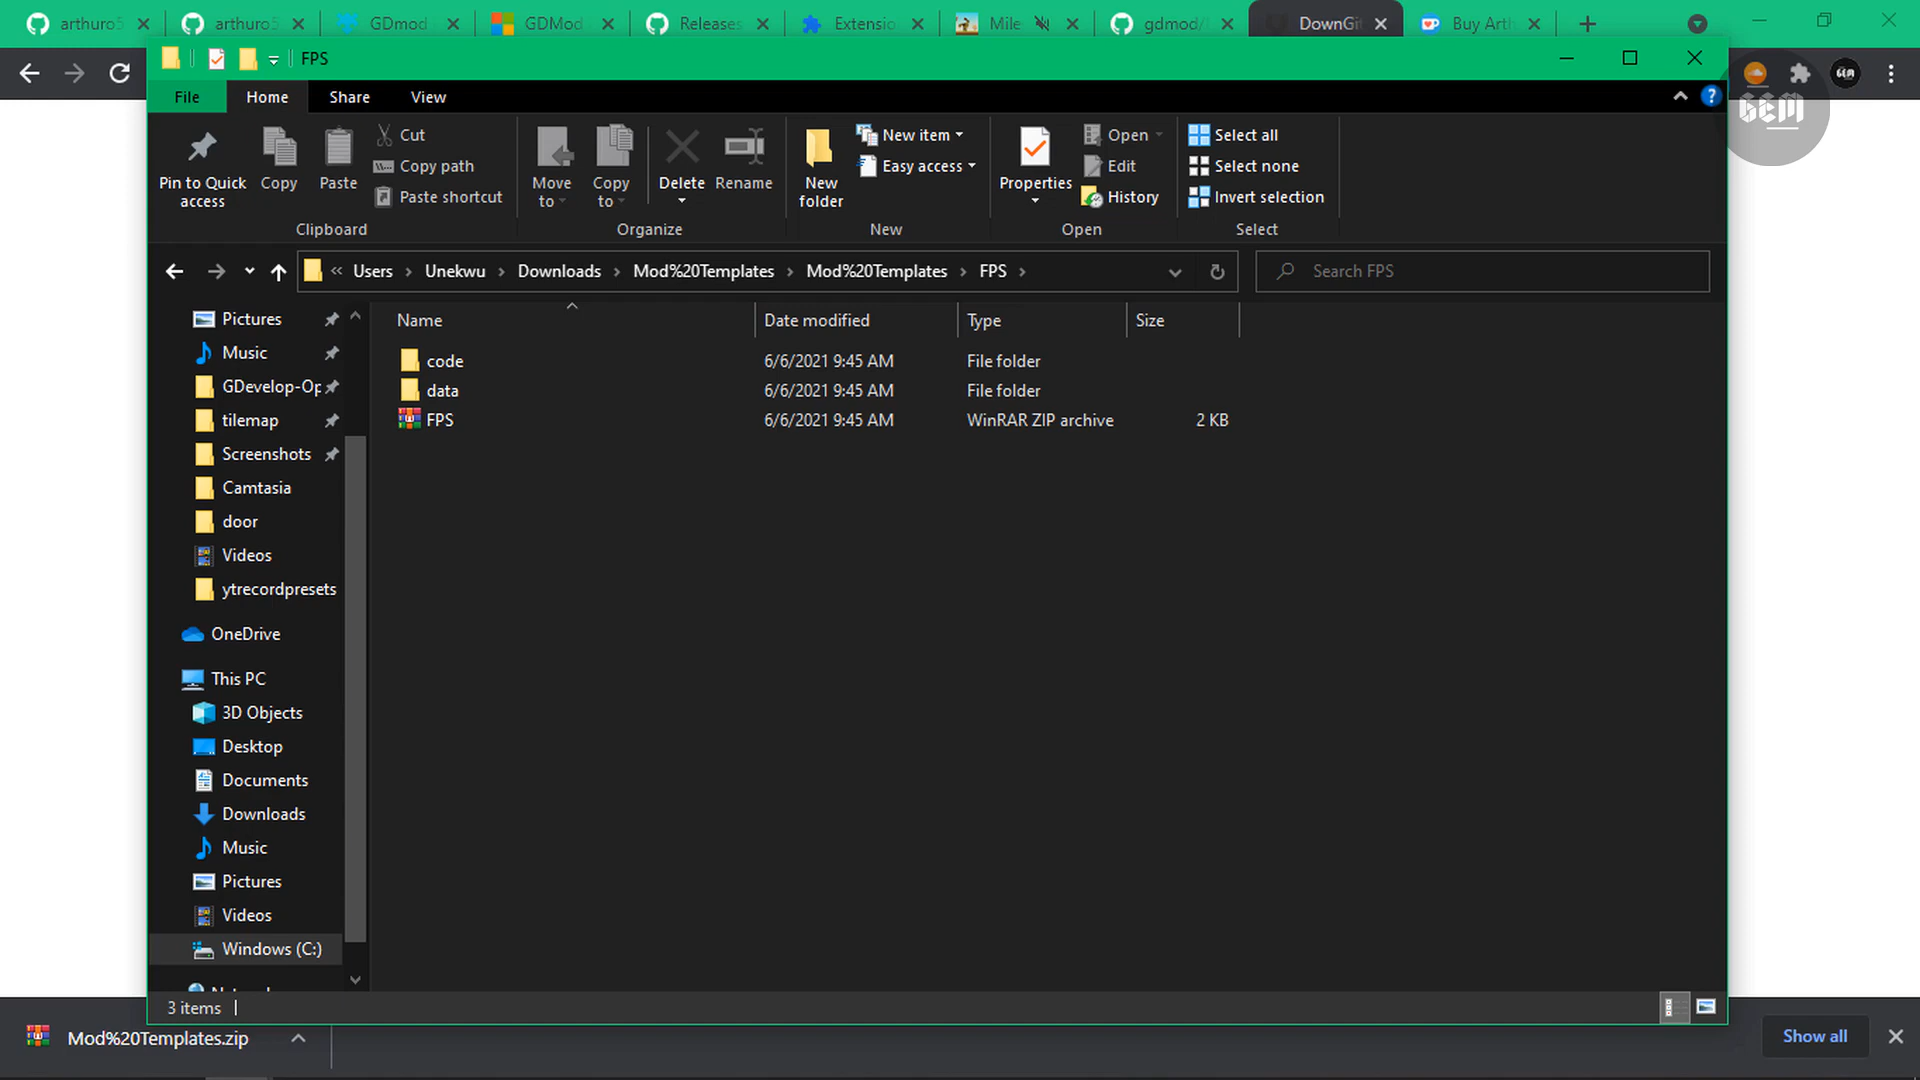 arthuro5
arthuro5
GDmod
GDMod
Releases
Extensio
Mile
gdmod/
DownGi
Buy Arth
FPS
File
Home
Share
View
Pin to Quick access
Copy
Paste
Cut
Copy path
Paste shortcut
Move to
Copy to
Delete
Rename
New folder
New item
Easy access
Properties
Open
Edit
History
Select all
Select none
Invert selection
GEM
Clipboard
Organize
New
Open
Select
« Users > Unekwu > Downloads > Mod%20Templates > Mod%20Templates > FPS >
Search FPS
Name
Date modified
Type
Size
code
6/6/2021 9:45 AM
File folder
data
6/6/2021 9:45 AM
File folder
FPS
6/6/2021 9:45 AM
WinRAR ZIP archive
2 KB
Pictures
Music
GDevelop-Op
tilemap
Screenshots
Camtasia
door
Videos
ytrecordpresets
OneDrive
This PC
3D Objects
Desktop
Documents
Downloads
Music
Pictures
Videos
Windows (C:)
3 items
Mod%20Templates.zip
Show all